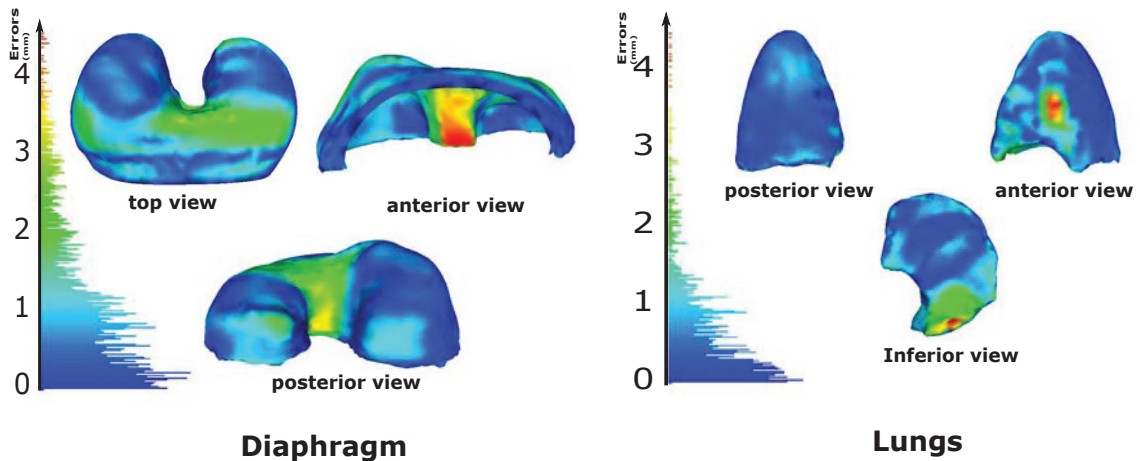 Errors
(mm)
4
3
2
1
0
top view
anterior view
posterior view
Diaphragm
Errors
(mm)
4
3
2
1
0
posterior view
anterior view
Inferior view
Lungs